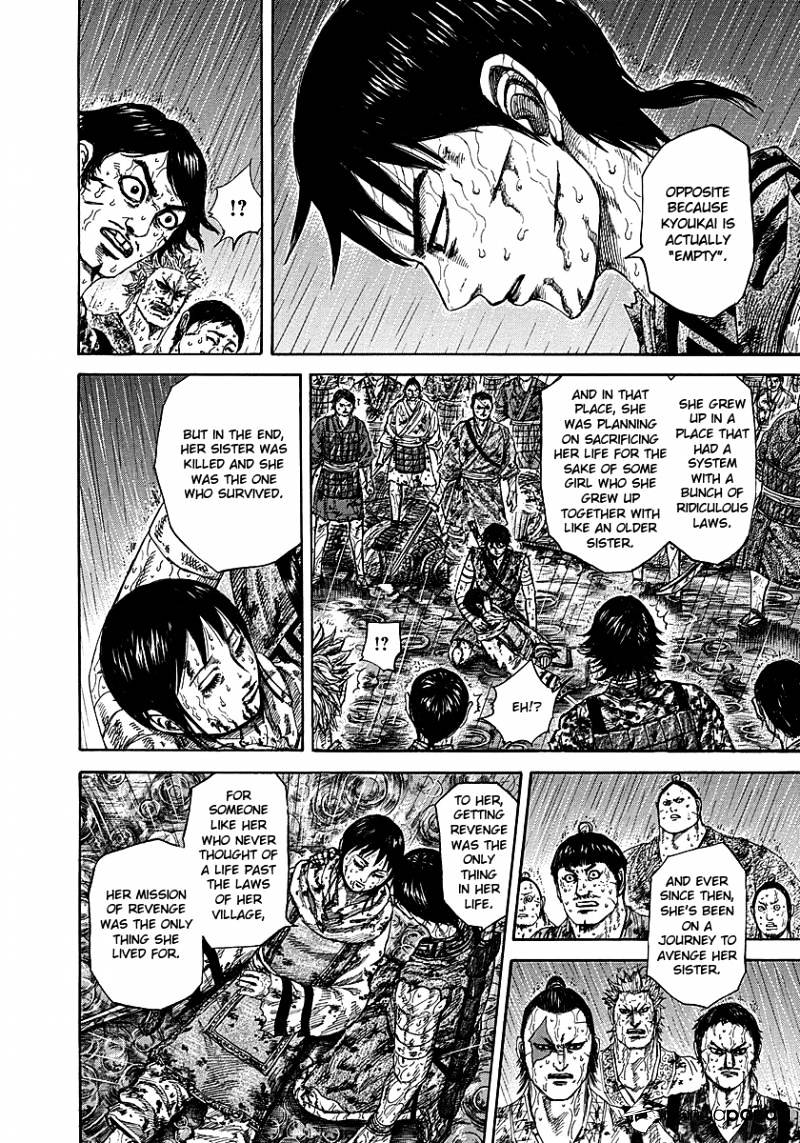 OPPOSITE
BECAUSE
KYOUKAI IS
ACTUALLY
"EMPTY".
!?
SHE GREW
UP IN A
PLACE THAT
HAD A
SYSTEM
WITH A
BUNCH OF
RIDICULOUS
LAWS.
AND IN THAT
PLACE, SHE
WAS PLANNING
ON SACRIFICING
HER LIFE FOR THE
SAKE OF SOME
GIRL WHO SHE
GREW UP
TOGETHER WITH
LIKE AN OLDER
SISTER.
!?
EH!?
BUT IN THE END,
HER SISTER WAS
KILLED AND SHE
WAS THE ONE
WHO SURVIVED.
AND EVER
SINCE THEN,
SHE'S BEEN
ON A
JOURNEY TO
AVENGE HER
SISTER.
TO HER,
GETTING
REVENGE
WAS THE
ONLY
THING
IN HER
LIFE.
FOR
SOMEONE
LIKE HER
WHO NEVER
THOUGHT OF
A LIFE PAST
THE LAWS
OF HER
VILLAGE,
HER MISSION
OF REVENGE
WAS THE ONLY
THING SHE
LIVED FOR.